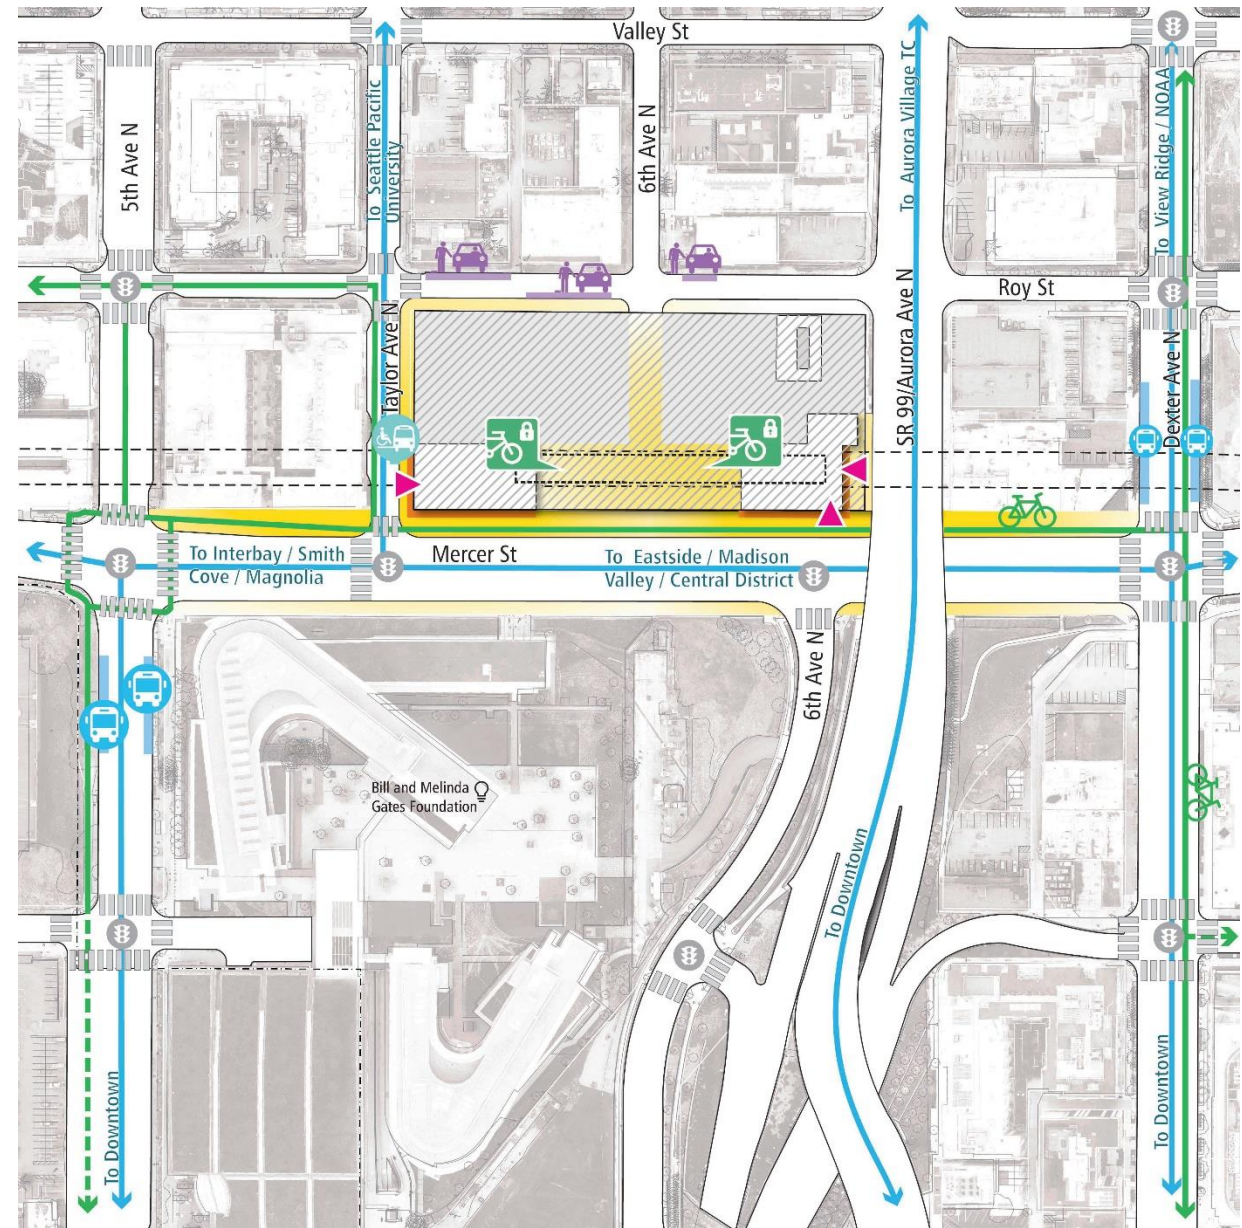 Valley St
5th Ave N
To Seattle Pacific
University
6th Ave N
To Aurora Village TC
To View Ridge / NOAA
Roy St
Taylor Ave N
SR 99/Aurora Ave N
Dexter Ave N
To Interbay / Smith
Cove / Magnolia
Mercer St
To Eastside / Madison
Valley / Central District
6th Ave N
Bill and Melinda
Gates Foundation
To Downtown
To Downtown
To Downtown